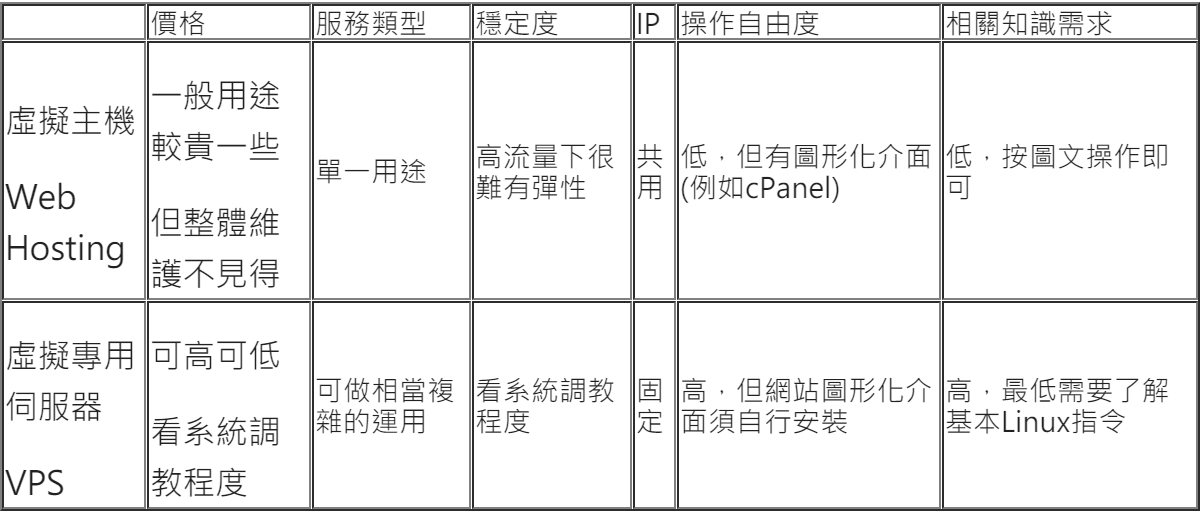 價格 服務類型 穩定度 IP 操作自由度 相關知識需求
虛擬主機
Web
Hosting
一般用途
較貴一些
但整體維
護不見得
單一用途
高流量下很
難有彈性
共
用
低，但有圖形化介面
(例如cPanel)
低，按圖文操作即
可
虛擬專用
伺服器
VPS
可高可低
看系統調
教程度
可做相當複
雜的運用
看系統調教
程度
固
定
高，但網站圖形化介
面須自行安裝
高，最低需要了解
基本Linux指令